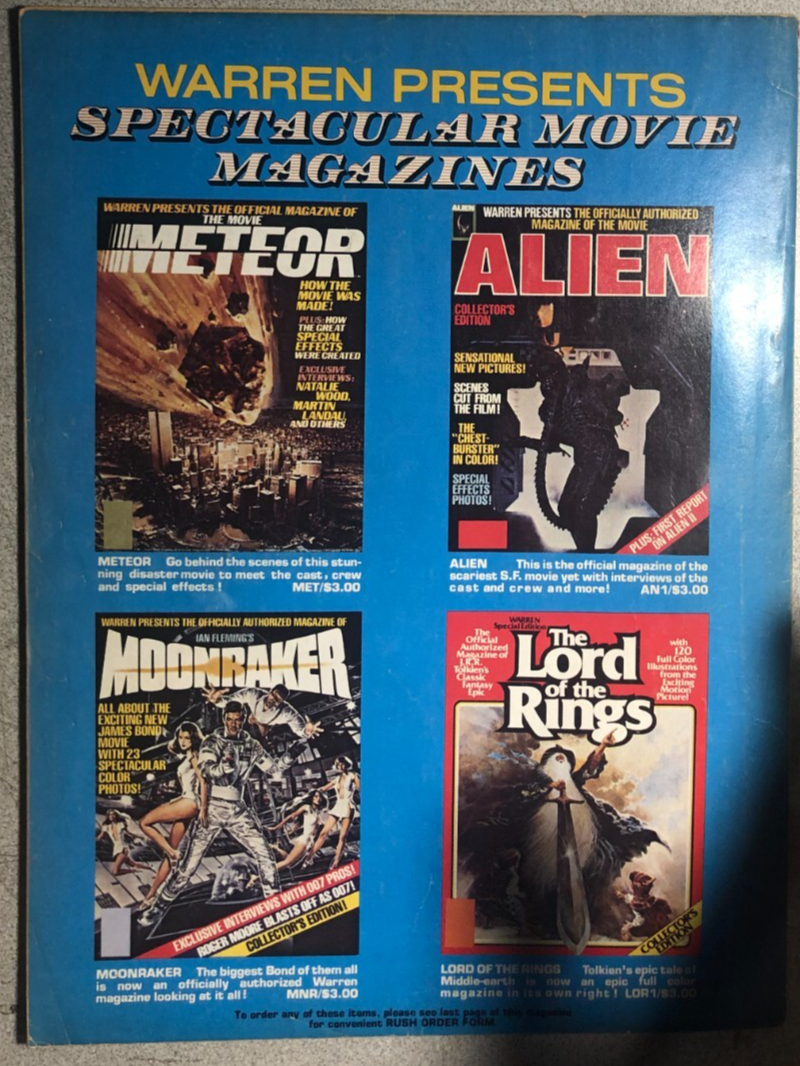 WARREN PRESENTS
SPECTACULAR MOVIE
MAGAZINES
WARREN PRESENTS THE OFFICIAL MAGAZINE OF
THE MOVIE
METEOR
HOW THE
MOVIE WAS
MADE!
PLUS: HOW
THE GREAT
SPECIAL
EFFECTS
WERE CREATED
EXCLUSIVE
INTERVIEWS:
NATALIE
WOOD,
MARTIN
LANDAU,
AND OTHERS
METEOR Go behind the scenes of this stun-
ning disaster movie to meet the cast, crew
and special effects! MET/$3.00
ALIEN
WARREN PRESENTS THE OFFICIALLY AUTHORIZED
MAGAZINE OF THE MOVIE
ALIEN
COLLECTOR'S
EDITION
SENSATIONAL
NEW PICTURES!
SCENES
CUT FROM
THE FILM!
THE
"CHEST-
BURSTER"
IN COLOR!
SPECIAL
EFFECTS
PHOTOS!
PLUS: FIRST REPORT
ON ALIEN II
ALIEN This is the official magazine of the
scariest S.F. movie yet with interviews of the
cast and crew and more! AN1/$3.00
WARREN PRESENTS THE OFFICIALLY AUTHORIZED MAGAZINE OF
IAN FLEMING'S
MOONRAKER
ALL ABOUT THE
EXCITING NEW
JAMES BOND
MOVIE
WITH 23
SPECTACULAR
COLOR
PHOTOS!
EXCLUSIVE INTERVIEWS WITH 007 PROS!
ROGER MOORE BLASTS OFF AS 007!
COLLECTOR'S EDITION!
MOONRAKER The biggest Bond of them all
is now an officially authorized Warren
magazine looking at it all! MNR/$3.00
WARREN
Special Edition
The
Official
Authorized
Magazine of
J.R.R.
Tolkien's
Classic
Fantasy
Epic
The
Lord
of the
Rings
with
120
Full Color
Illustrations
from the
Exciting
Motion
Picture!
COLLECTOR'S
EDITION
LORD OF THE RINGS Tolkien's epic tale of
Middle-earth is now an epic full color
magazine in its own right! LOR1/$3.00
To order any of these items, please see last page of this magazine
for convenient RUSH ORDER FORM.